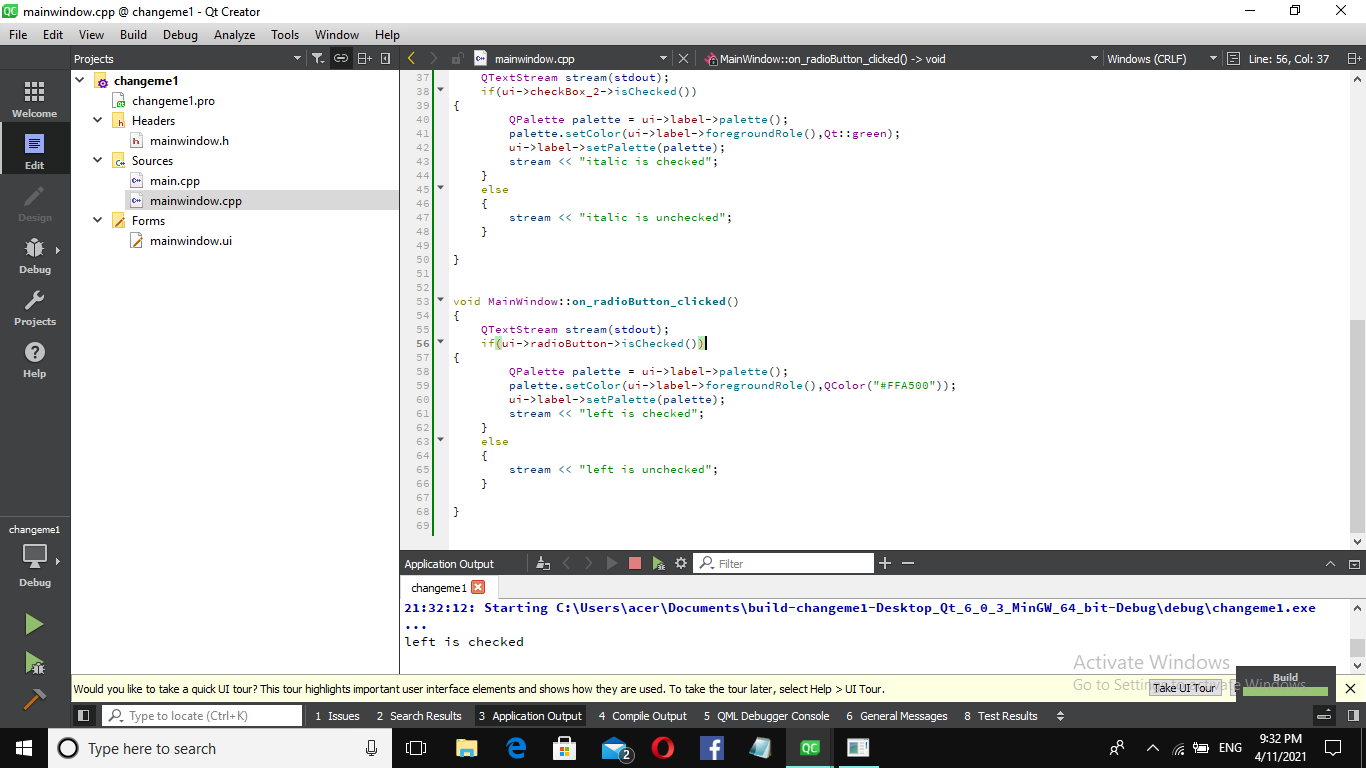 mainwindow.cpp @ changeme1 - Qt Creator
File Edit View Build Debug Analyze Tools Window Help
Projects
mainwindow.cpp
MainWindow::on_radioButton_clicked() -> void
Windows (CRLF)
Line: 56, Col: 37
Welcome
Edit
Design
Debug
Projects
Help
changeme1
Debug
changeme1
changeme1.pro
Headers
mainwindow.h
Sources
main.cpp
mainwindow.cpp
Forms
mainwindow.ui
37 QTextStream stream(stdout);
38 if(ui->checkBox_2->isChecked())
39 {
40 QPalette palette = ui->label->palette();
41 palette.setColor(ui->label->foregroundRole(),Qt::green);
42 ui->label->setPalette(palette);
43 stream << "italic is checked";
44 }
45 else
46 {
47 stream << "italic is unchecked";
48 }
49
50 }
51
52
53 void MainWindow::on_radioButton_clicked()
54 {
55 QTextStream stream(stdout);
56 if(ui->radioButton->isChecked())
57 {
58 QPalette palette = ui->label->palette();
59 palette.setColor(ui->label->foregroundRole(),QColor("#FFA500"));
60 ui->label->setPalette(palette);
61 stream << "left is checked";
62 }
63 else
64 {
65 stream << "left is unchecked";
66 }
67
68 }
69
Application Output
Filter
changeme1
21:32:12: Starting C:\Users\acer\Documents\build-changeme1-Desktop_Qt_6_0_3_MinGW_64_bit-Debug\debug\changeme1.exe
...
left is checked
Activate Windows
Go to Settings to activate Windows.
Would you like to take a quick UI tour? This tour highlights important user interface elements and shows how they are used. To take the tour later, select Help > UI Tour.
Take UI Tour
Build
Type to locate (Ctrl+K)
1 Issues 2 Search Results 3 Application Output 4 Compile Output 5 QML Debugger Console 6 General Messages 8 Test Results
Type here to search
2
QC
ENG
9:32 PM
4/11/2021